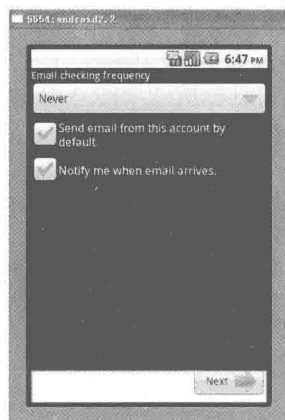 5554:android2.2
6:47 PM
Email checking frequency
Never
Send email from this account by
default.
Notify me when email arrives.
Next